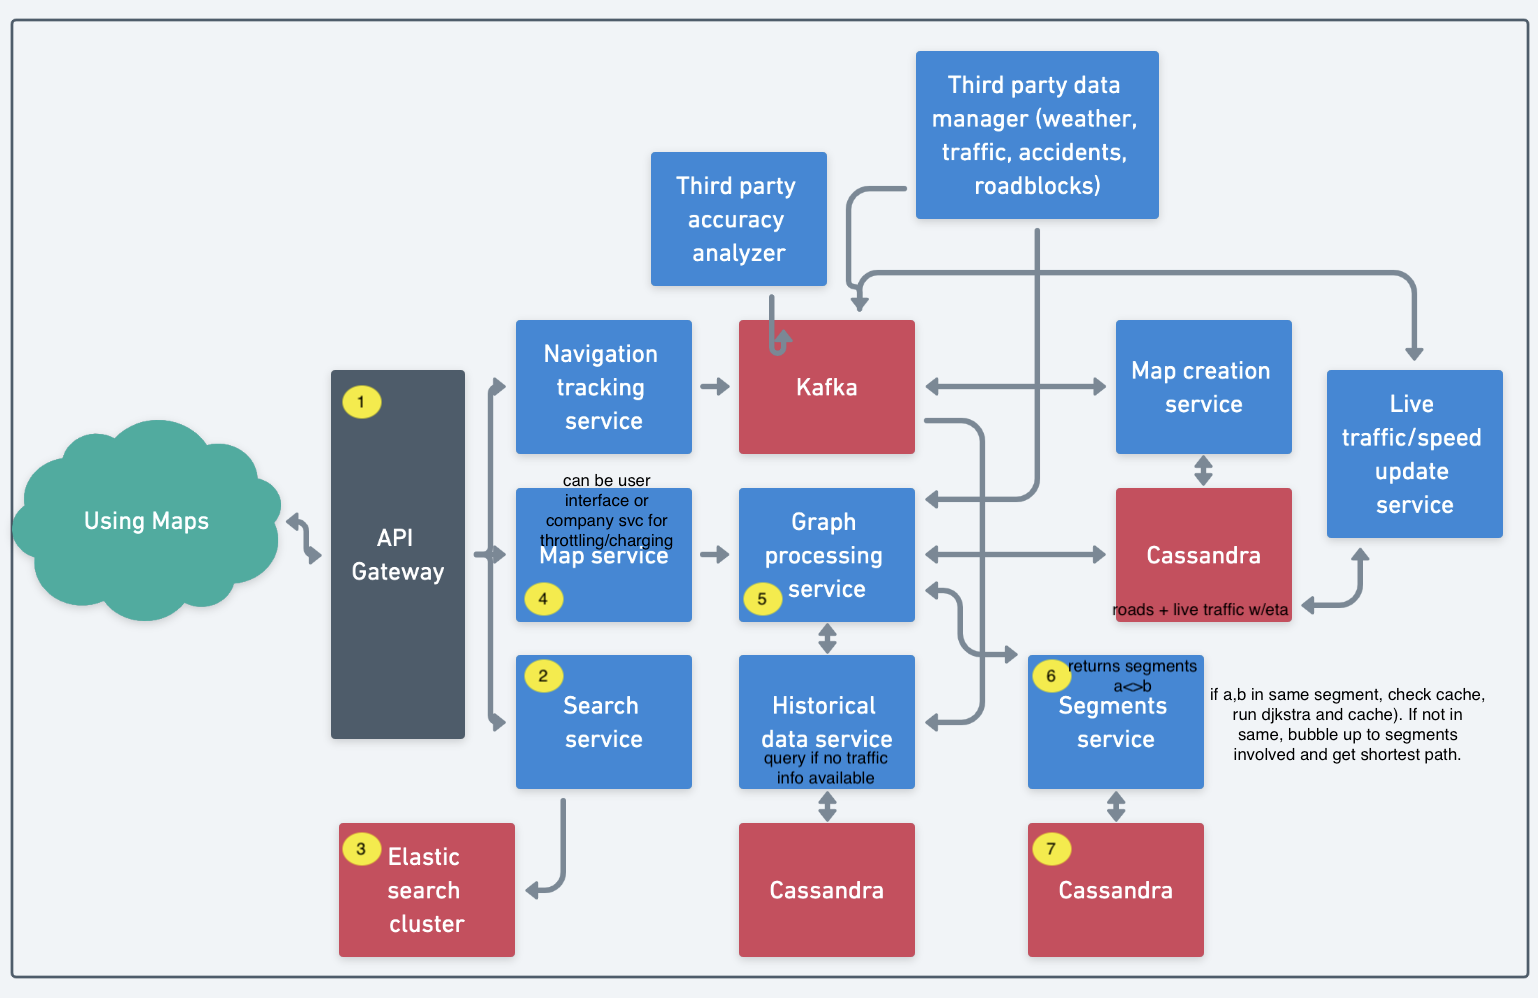 Third party data
manager (weather,
traffic, accidents,
roadblocks)
Third party
accuracy
analyzer
Navigation
tracking
service
Kafka
Map creation
service
Live
traffic/speed
update
service
1
API
Gateway
Using Maps
can be user
interface or
company svc for
throttling/charging
Map service
4
Graph
processing
service
5
Cassandra
roads + live traffic w/eta
2
Search
service
Historical
data service
query if no traffic
info available
6
returns segments
a<>b
Segments
service
if a,b in same segment, check cache,
run djkstra and cache). If not in
same, bubble up to segments
involved and get shortest path.
3
Elastic
search
cluster
Cassandra
7
Cassandra